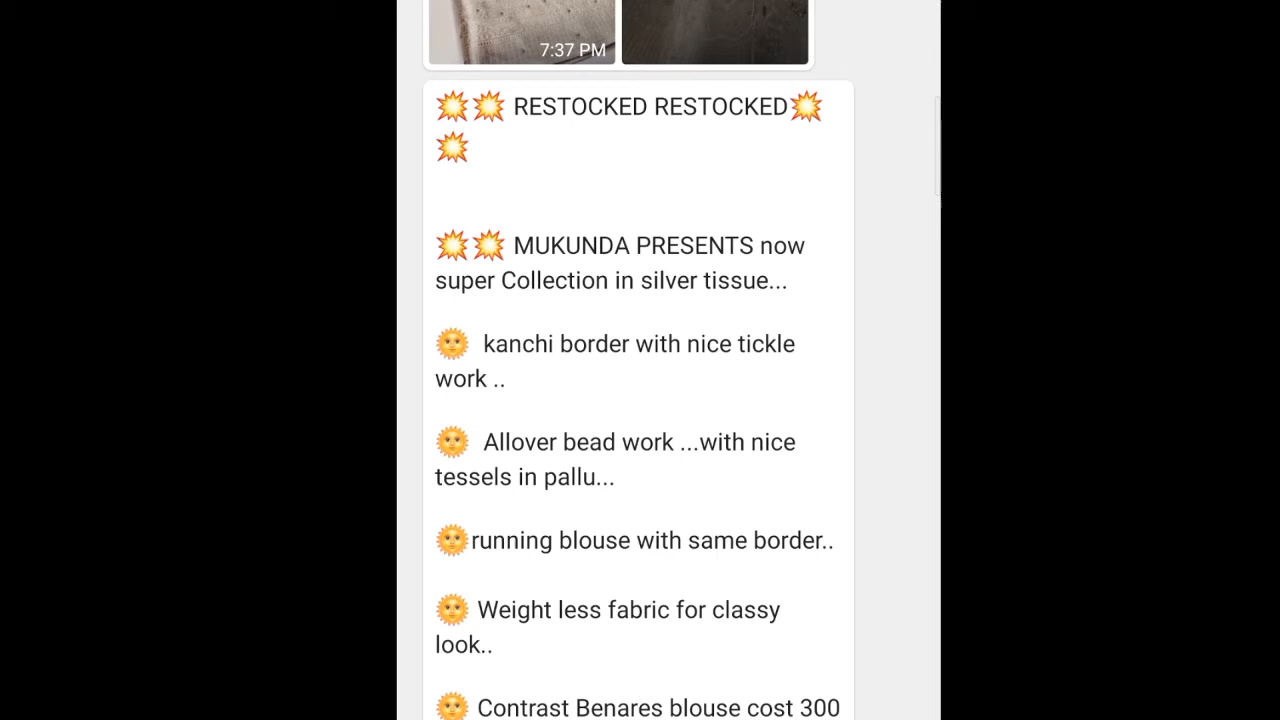 7:37 PM
💥💥 RESTOCKED RESTOCKED💥
💥
💥💥 MUKUNDA PRESENTS now
super Collection in silver tissue...
🌞 kanchi border with nice tickle
work ..
🌞 Allover bead work ...with nice
tessels in pallu...
🌞running blouse with same border..
🌞 Weight less fabric for classy
look..
🌞 Contrast Benares blouse cost 300